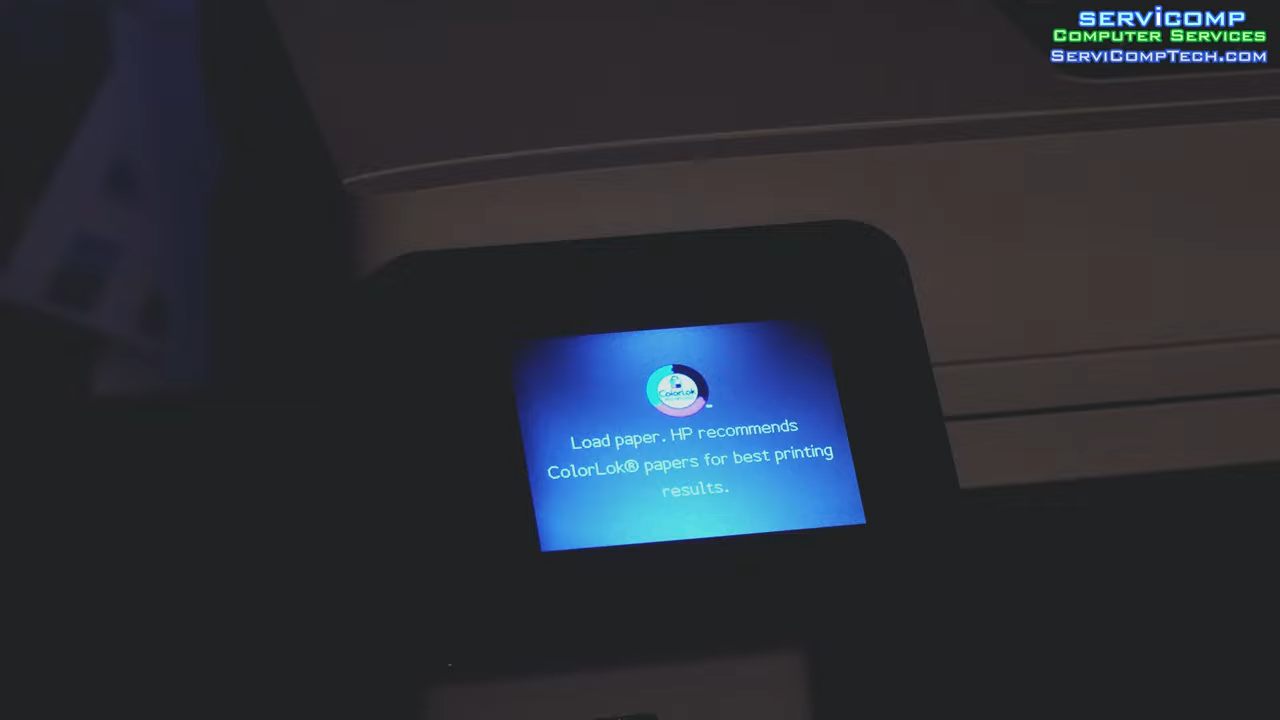 SERViCOMP
COMPUTER SERVICES
SERVICOMPTECH.COM
ColorLok
Load paper. HP recommends
ColorLok® papers for best printing
results.